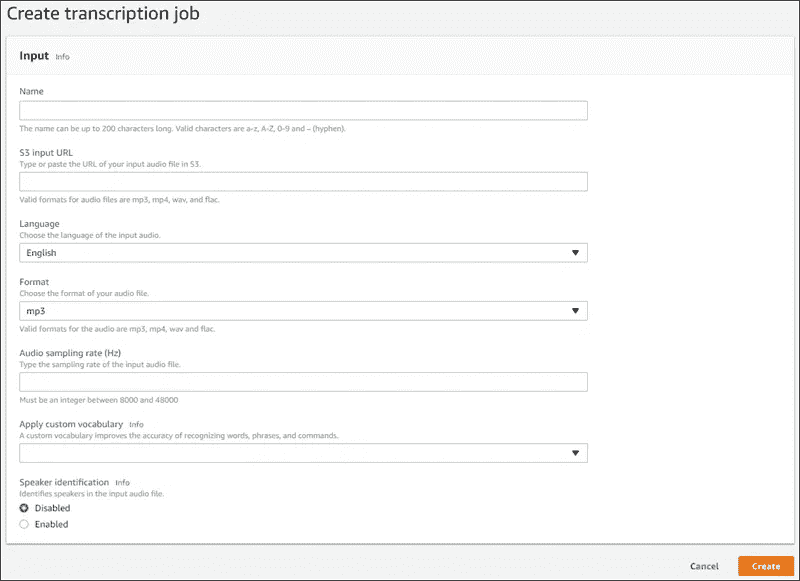 Create transcription job
Input Info
Name
The name can be up to 200 characters long. Valid characters are a-z, A-Z, 0-9 and – (hyphen).
S3 input URL
Type or paste the URL of your input audio file in S3.
Valid formats for audio files are mp3, mp4, wav, and flac.
Language
Choose the language of the input audio.
English
Format
Choose the format of your audio file.
mp3
Valid formats for the audio are mp3, mp4, wav and flac.
Audio sampling rate (Hz)
Type the sampling rate of the input audio file.
Must be an integer between 8000 and 48000
Apply custom vocabulary Info
A custom vocabulary improves the accuracy of recognizing words, phrases, and commands.
Speaker identification Info
Identifies speakers in the input audio file.
Disabled
Enabled
Cancel Create